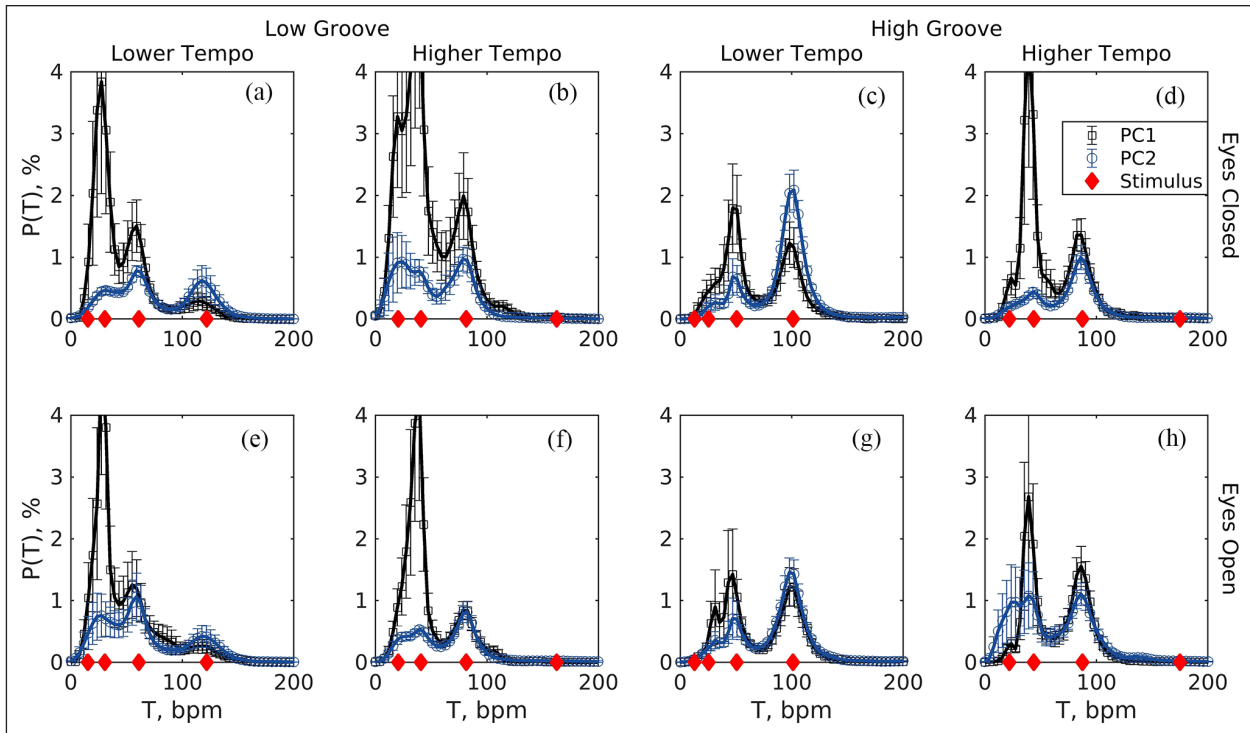 Low Groove High Groove
Lower Tempo Higher Tempo Lower Tempo Higher Tempo
4 4 4 4
(a) (b) (c) (d)
3 3 3 3
PC1
PC2
Stimulus
2 2 2 2
1 1 1 1
0 0 0 0
0 100 200 0 100 200 0 100 200 0 100 200
P(T), %
Eyes Closed
4 4 4 4
(e) (f) (g) (h)
3 3 3 3
2 2 2 2
1 1 1 1
0 0 0 0
0 100 200 0 100 200 0 100 200 0 100 200
P(T), %
Eyes Open
T, bpm T, bpm T, bpm T, bpm